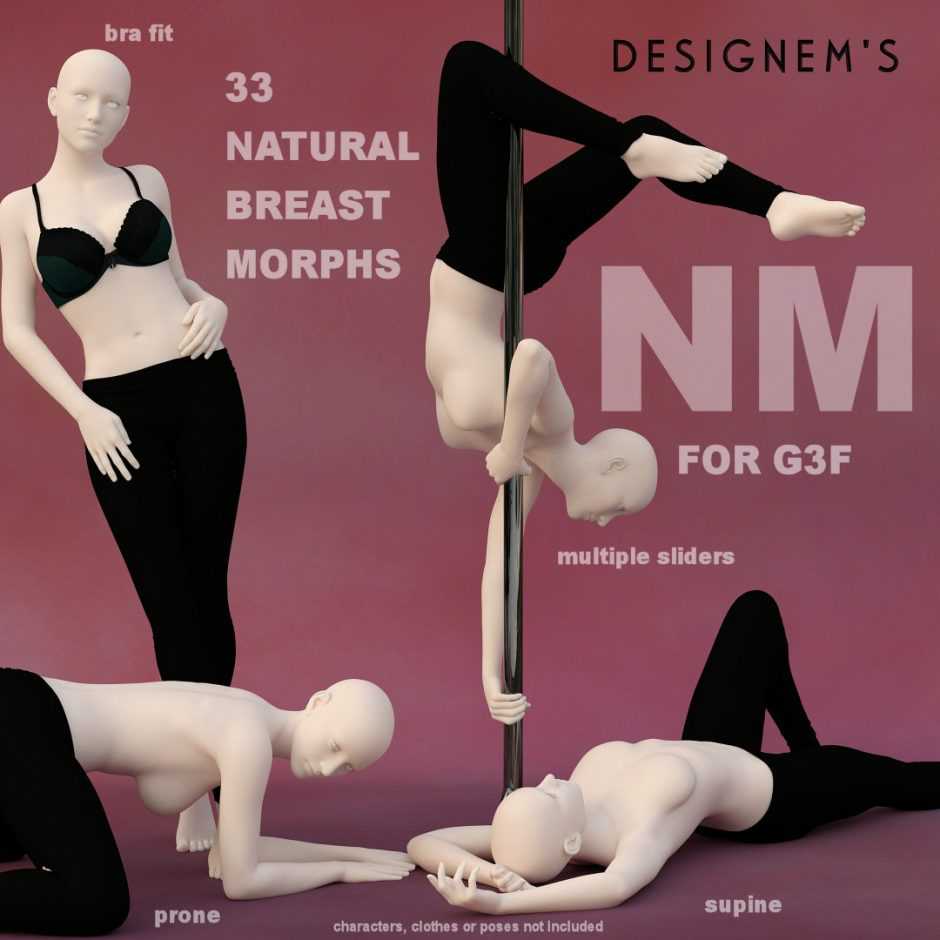 bra fit
DESIGNEM'S
33
NATURAL
BREAST
MORPHS
NM
FOR G3F
multiple sliders
prone
supine
characters, clothes or poses not included